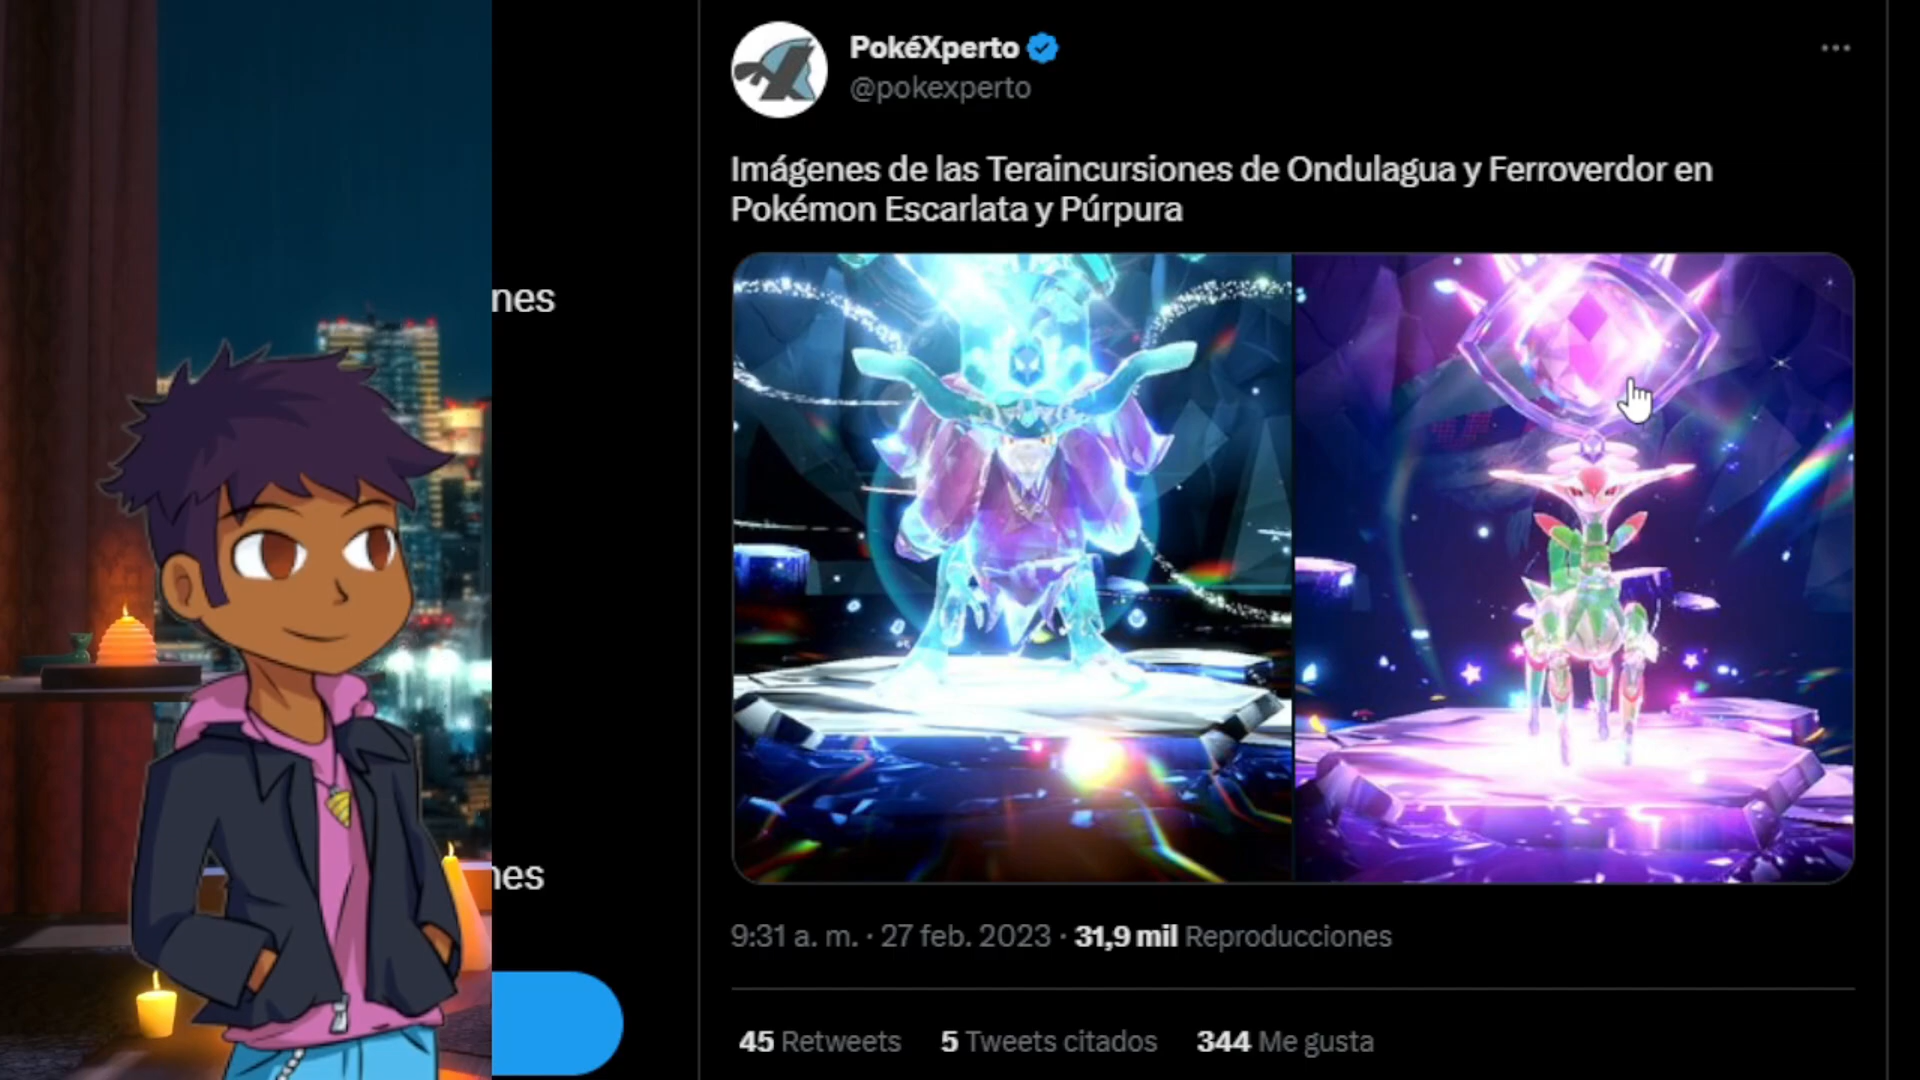 PokéXperto
@pokexperto
Imágenes de las Teraincursiones de Ondulagua y Ferroverdor en
Pokémon Escarlata y Púrpura
nes
nes
9:31 a. m. · 27 feb. 2023 · 31,9 mil Reproducciones
45 Retweets 5 Tweets citados 344 Me gusta